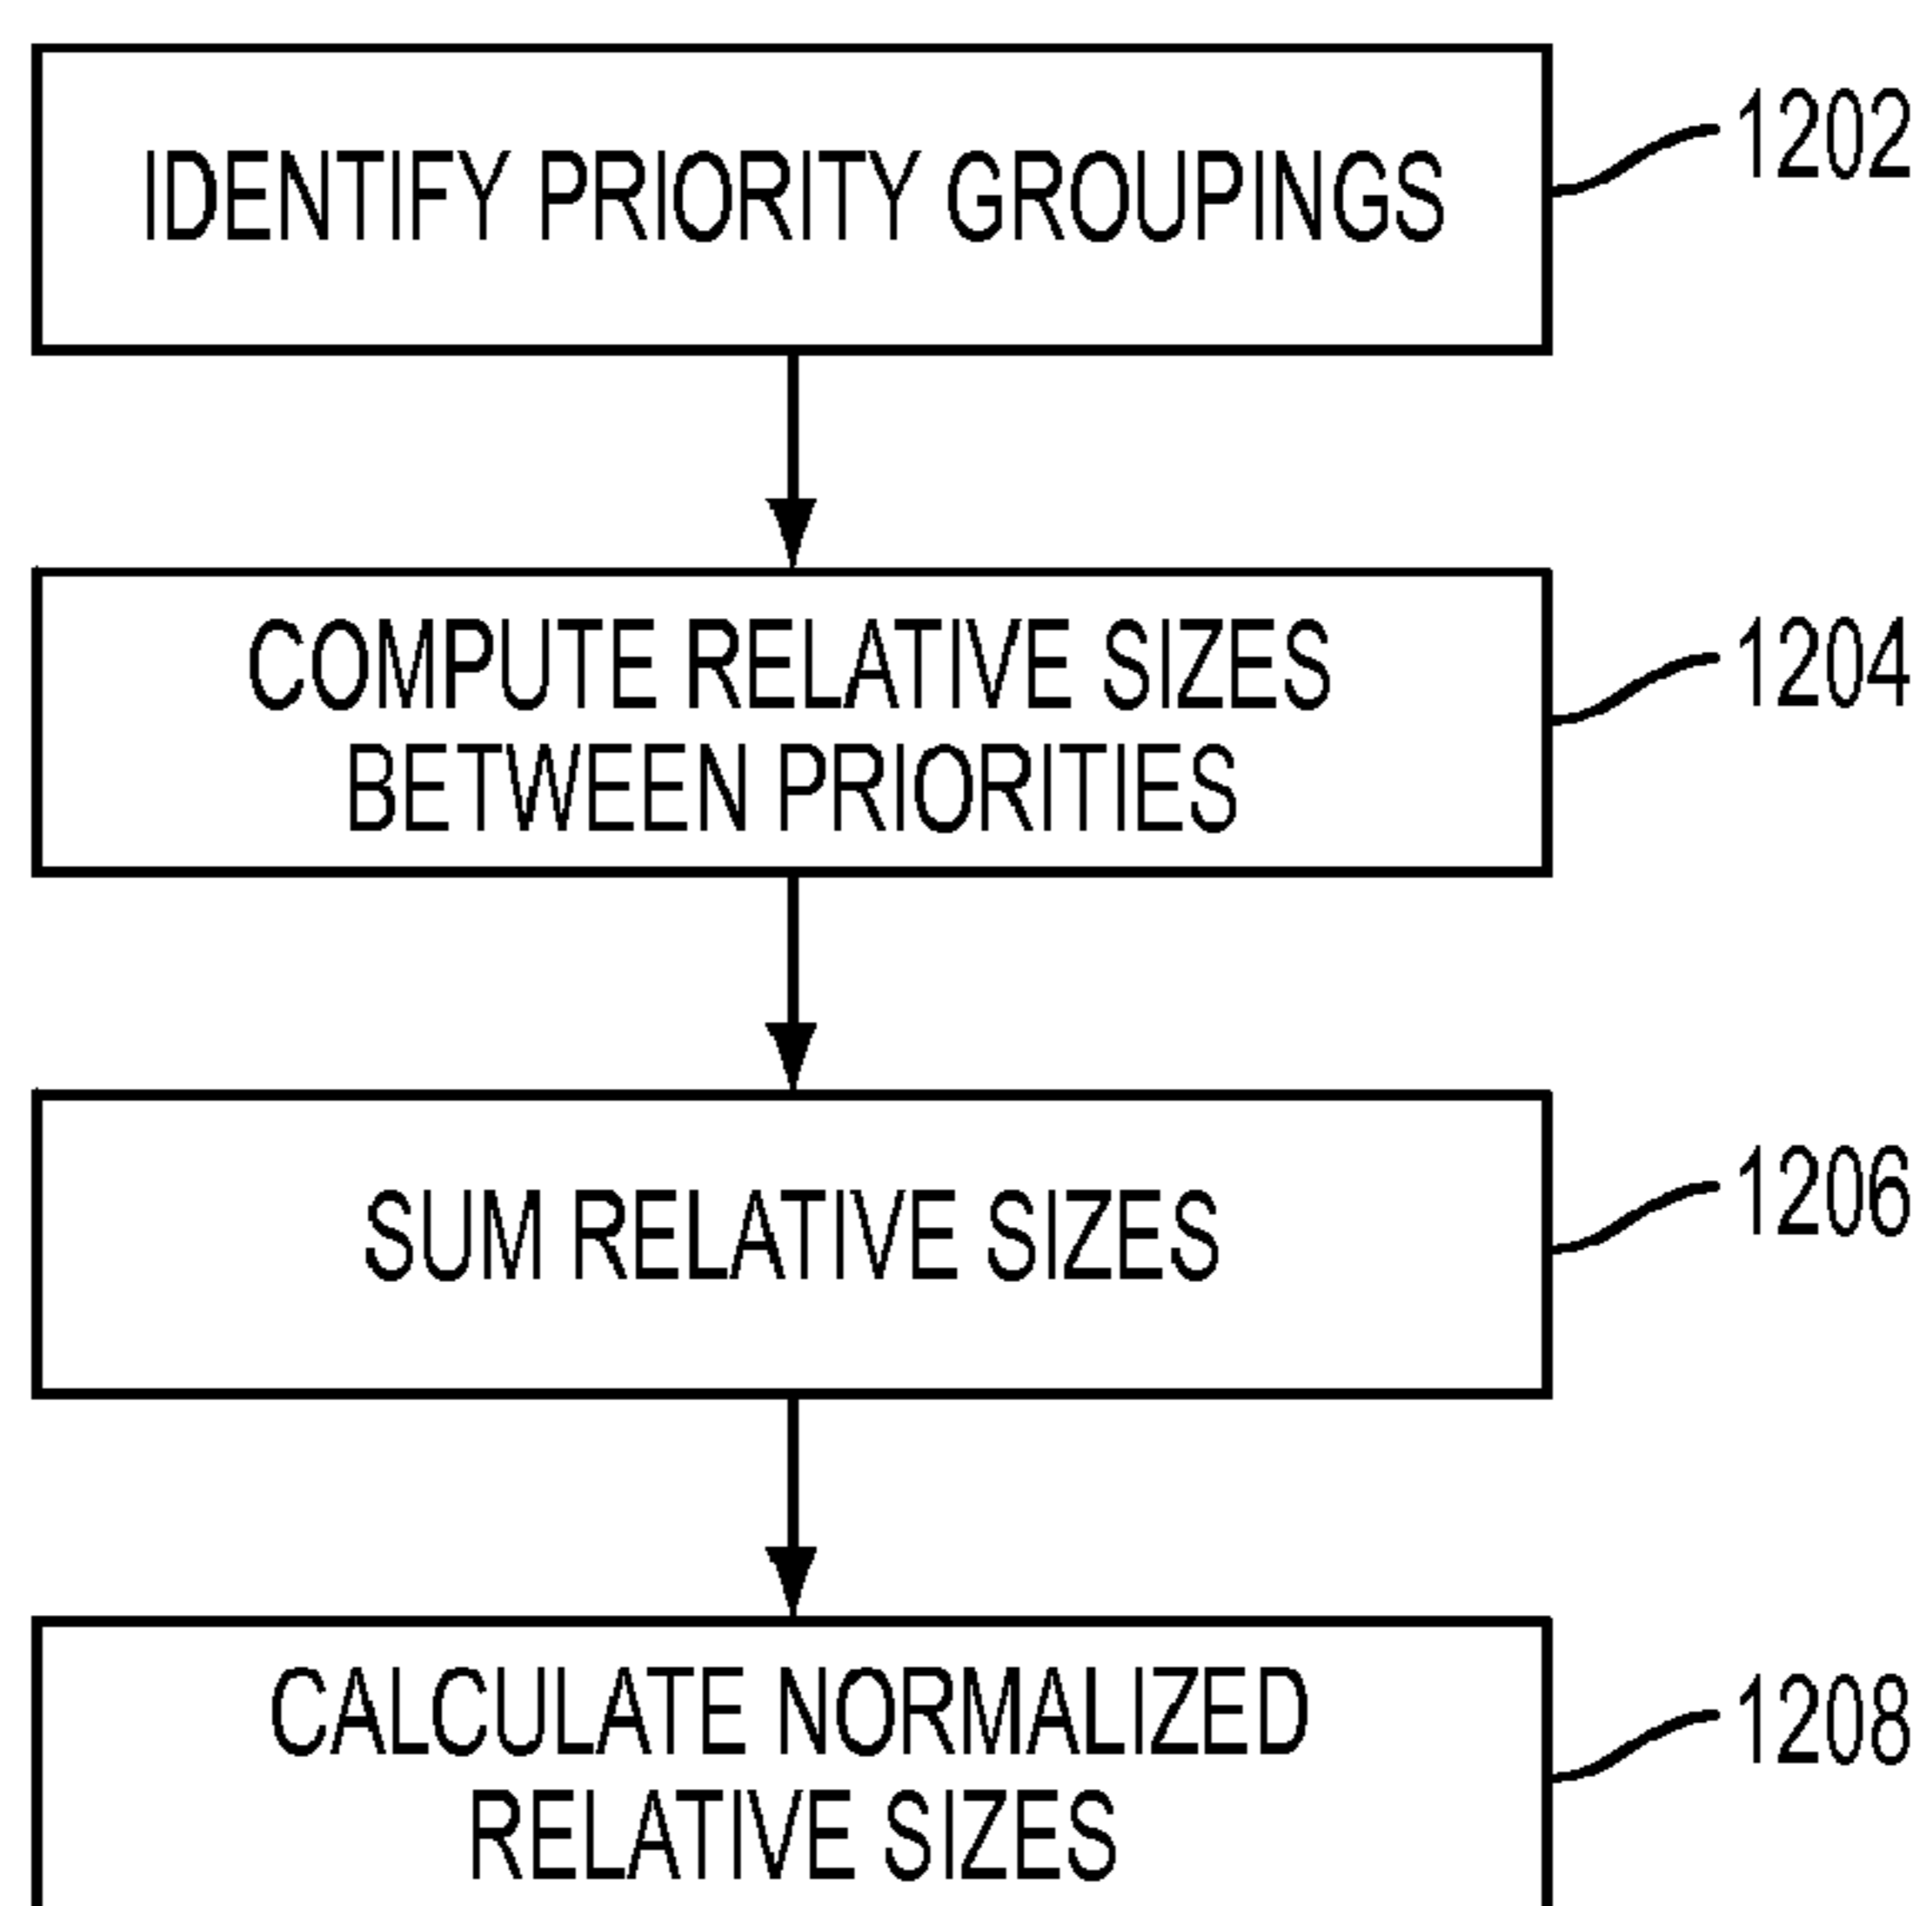 IDENTIFY PRIORITY GROUPINGS
1202
COMPUTE RELATIVE SIZES
BETWEEN PRIORITIES
1204
SUM RELATIVE SIZES
1206
CALCULATE NORMALIZED
RELATIVE SIZES
1208